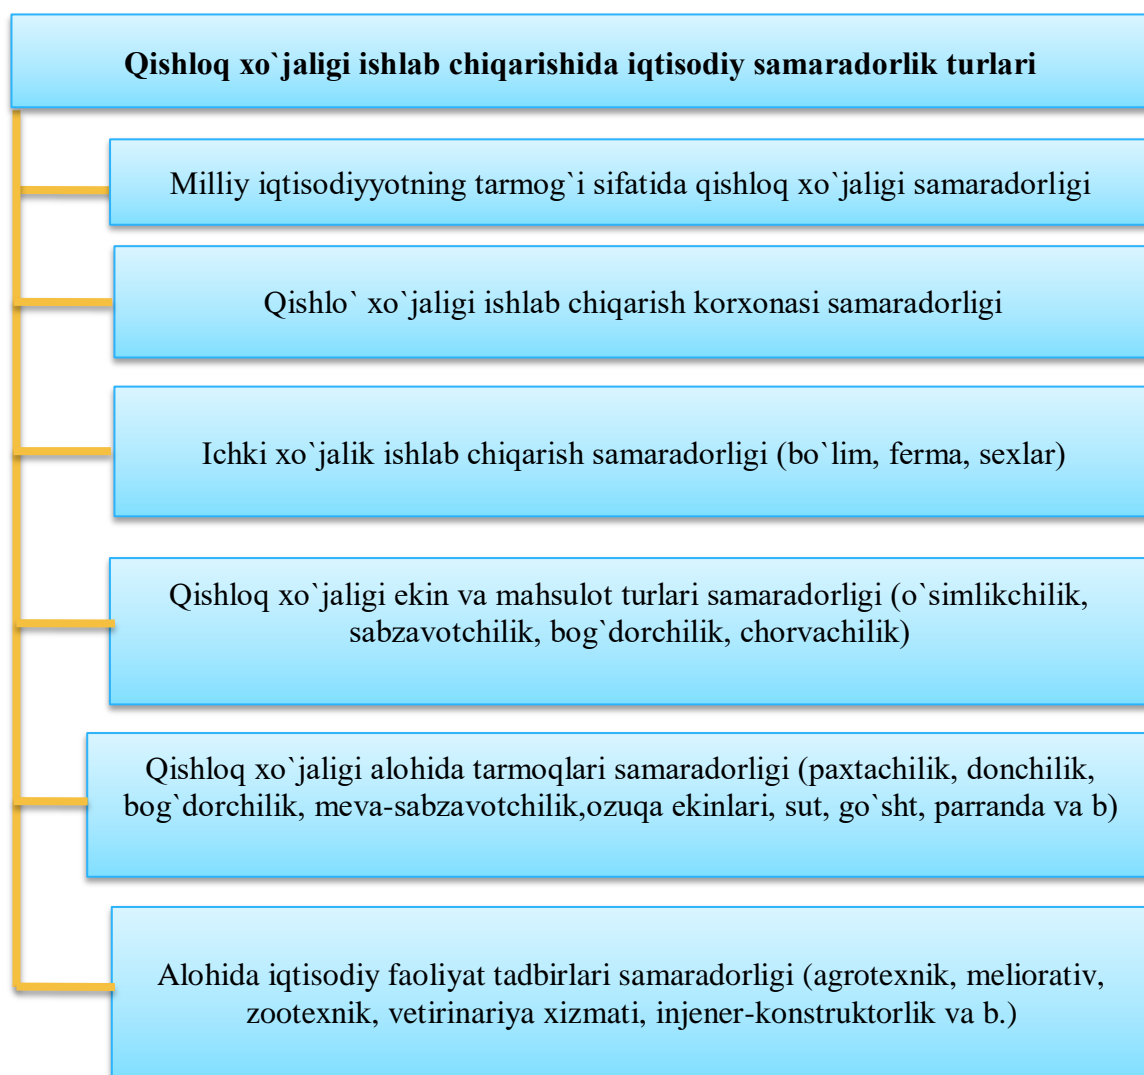 Qishloq xo`jaligi ishlab chiqarishida iqtisodiy samaradorlik turlari
Milliy iqtisodiyyotning tarmog`i sifatida qishloq xo`jaligi samaradorligi
Qishlo` xo`jaligi ishlab chiqarish korxonasi samaradorligi
Ichki xo`jalik ishlab chiqarish samaradorligi (bo`lim, ferma, sexlar)
Qishloq xo`jaligi ekin va mahsulot turlari samaradorligi (o`simlikchilik,
sabzavotchilik, bog`dorchilik, chorvachilik)
Qishloq xo`jaligi alohida tarmoqlari samaradorligi (paxtachilik, donchilik,
bog`dorchilik, meva-sabzavotchilik,ozuqa ekinlari, sut, go`sht, parranda va b)
Alohida iqtisodiy faoliyat tadbirlari samaradorligi (agrotexnik, meliorativ,
zootexnik, vetirinariya xizmati, injener-konstruktorlik va b.)